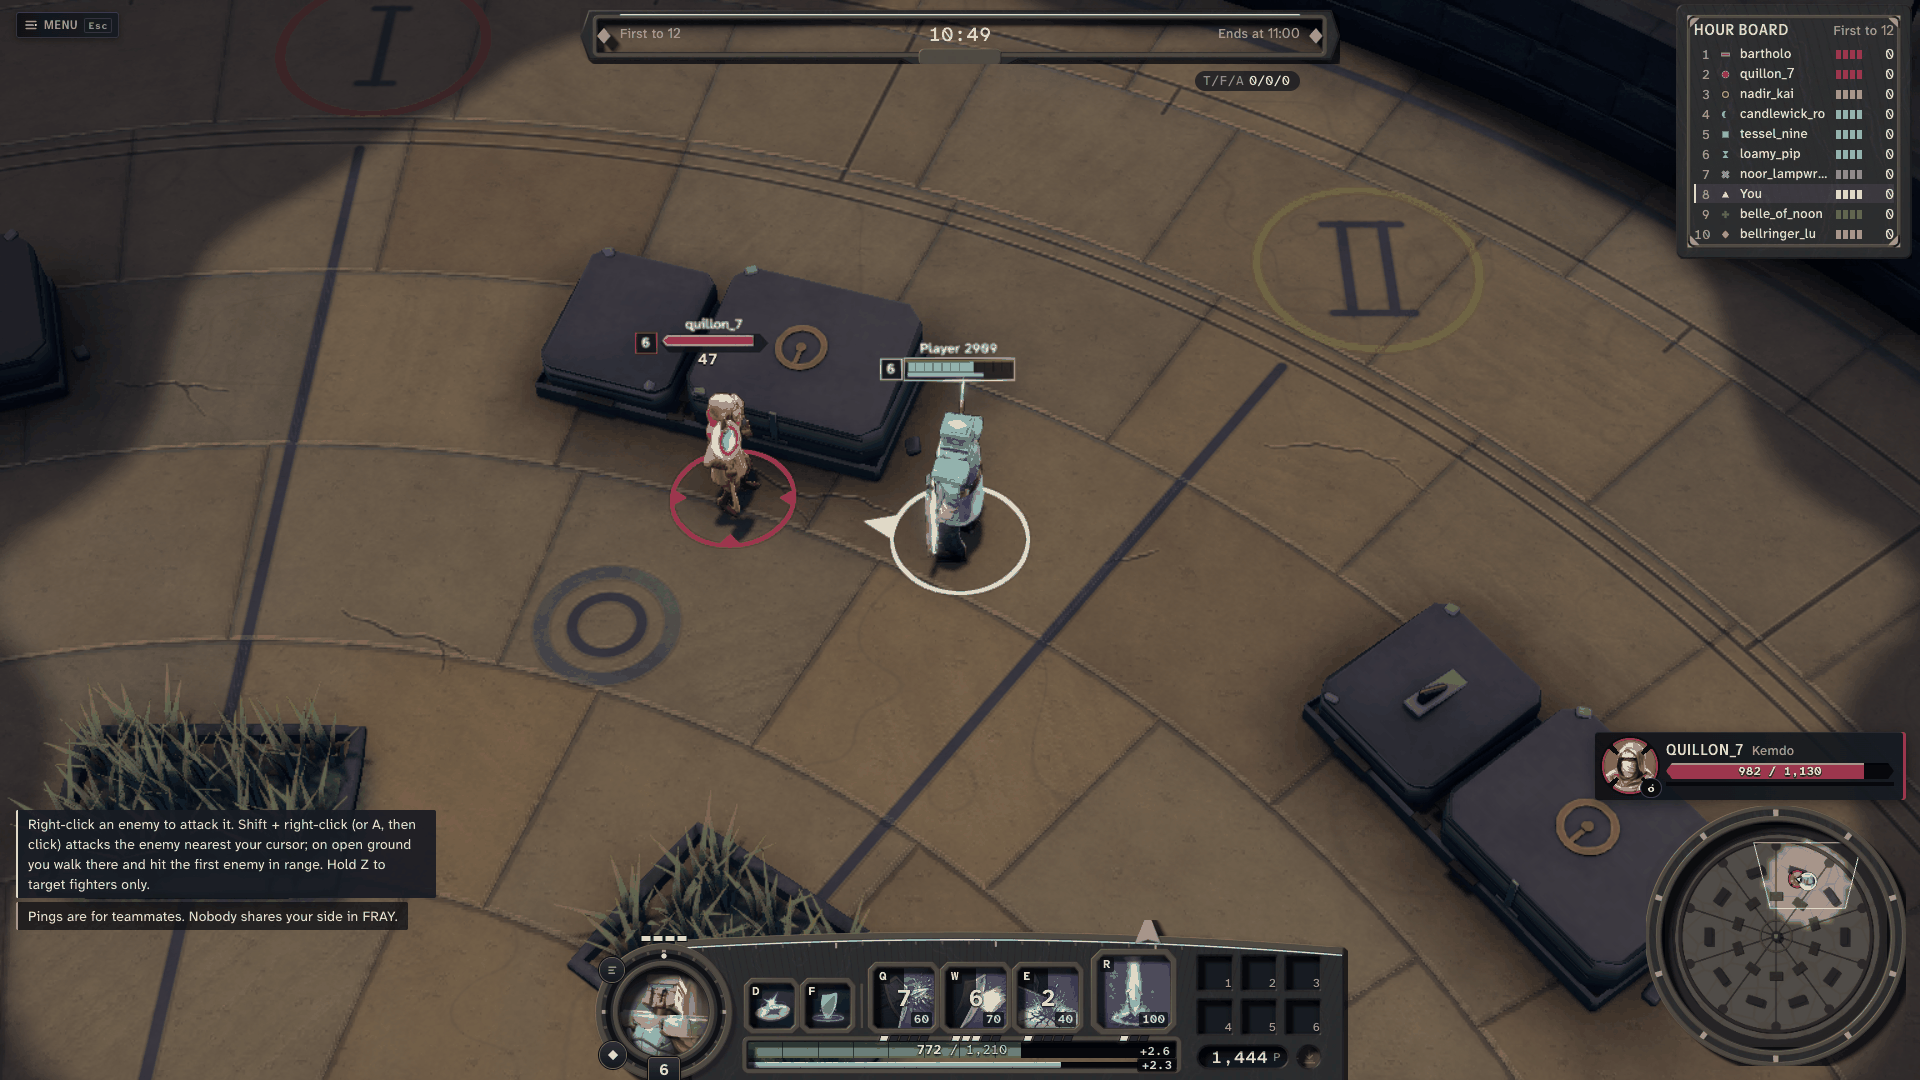 MENU Esc
First to 12
10:49
Ends at 11:00
T/F/A 0/0/0
HOUR BOARD First to 12
1 bartholo 0
2 quillon_7 0
3 nadir_kai 0
4 candlewick_ro 0
5 tessel_nine 0
6 loamy_pip 0
7 noor_lampwr... 0
8 You 0
9 belle_of_noon 0
10 bellringer_lu 0
I
II
quillon_7
6
47
Player 2909
6
QUILLON_7 Kemdo
982 / 1,130
6
Right-click an enemy to attack it. Shift + right-click (or A, then
click) attacks the enemy nearest your cursor; on open ground
you walk there and hit the first enemy in range. Hold Z to
target fighters only.
Pings are for teammates. Nobody shares your side in FRAY.
D
F
Q 7 60
W 6 70
E 2 40
R 100
1 2 3
4 5 6
772 / 1,210
+2.6
+2.3
1,444 P
6